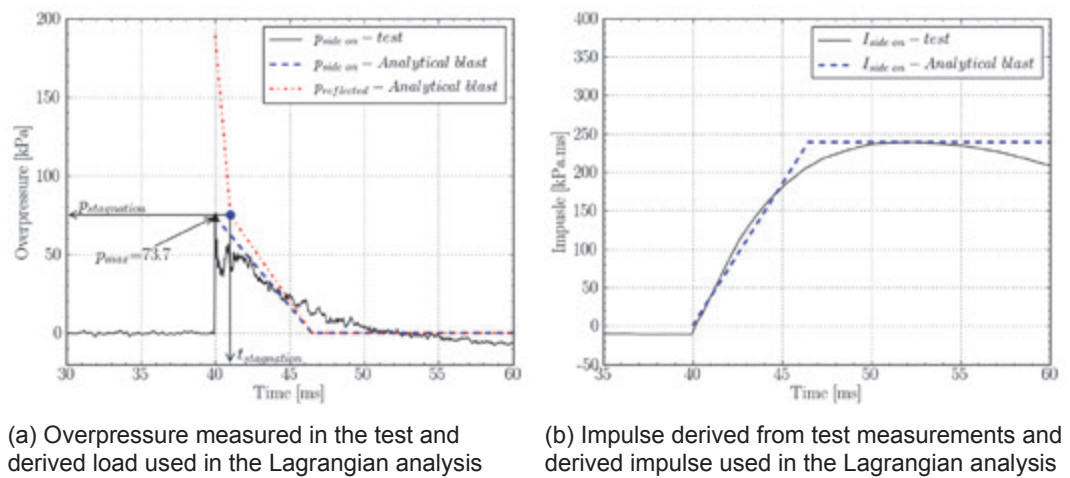 200
150
100
50
0
30 35 40 45 50 55 60
Overpressure [kPa]
Time [ms]
p_side on − test
p_side on − Analytical blast
p_reflected − Analytical blast
p_stagnation
p_max=73.7
t_stagnation
400
350
300
250
200
150
100
50
0
-50
35 40 45 50 55 60
Impusle [kPa.ms]
Time [ms]
I_side on − test
I_side on − Analytical blast
(a) Overpressure measured in the test and
derived load used in the Lagrangian analysis
(b) Impulse derived from test measurements and
derived impulse used in the Lagrangian analysis